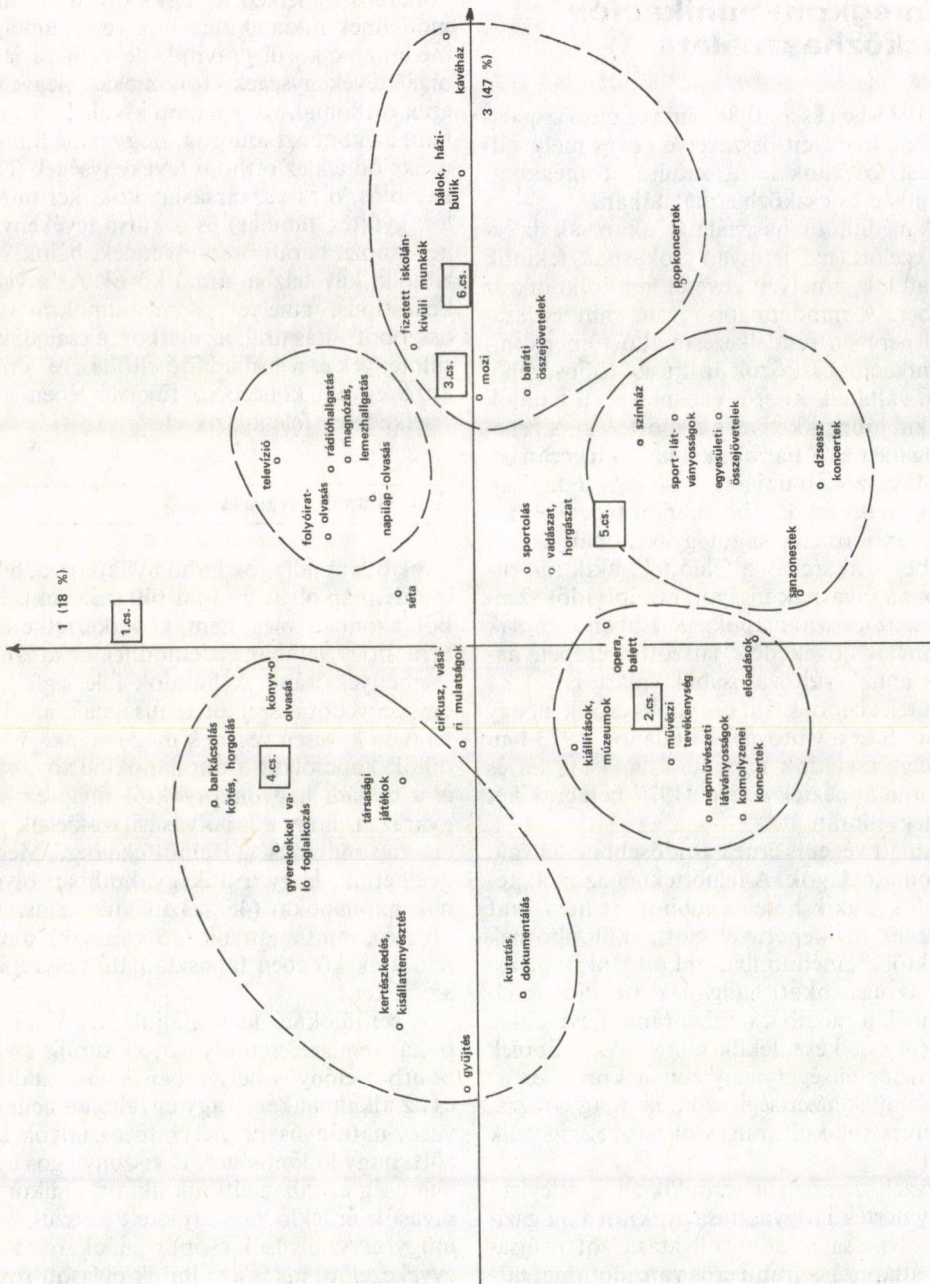 1 (18 %)
1.cs.
3 (47 %)
kávéház
bálok, házi-
bulik
6.cs.
fizetett iskolán-
kívüli munkák
3.cs.
mozi
baráti
összejövetelek
popkoncertek
televízió
rádióhallgatás
magnózás,
lemezhallgatás
folyóirat-
olvasás
napilap-olvasás
séta
sportolás
vadászat,
horgászat
5.cs.
színház
sport-lát-
ványosságok
egyesületi
összejövetelek
dzsessz-
koncertek
sanzonestek
barkácsolás
kötés, horgolás
4.cs.
könyv-
olvasás
gyerekekkel va-
ló foglalkozás
társasági
játékok
cirkusz, vásá-
ri mulatságok
kertészkedés,
kisállattenyésztés
gyűjtés
kutatás,
dokumentálás
kiállítások,
múzeumok
opera,
balett
2.cs.
művészi
tevékenység
népművészeti
látványosságok
komolyzenei
koncertek
előadások